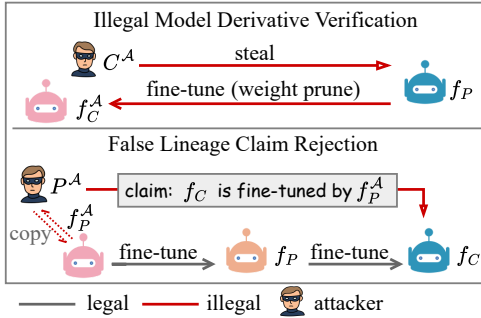 Illegal Model Derivative Verification
C^A
steal
f_P
fine-tune (weight prune)
f_C^A
False Lineage Claim Rejection
P^A
claim: f_C is fine-tuned by f_P^A
f_P^A
copy
fine-tune
f_P
fine-tune
f_C
legal
illegal
attacker